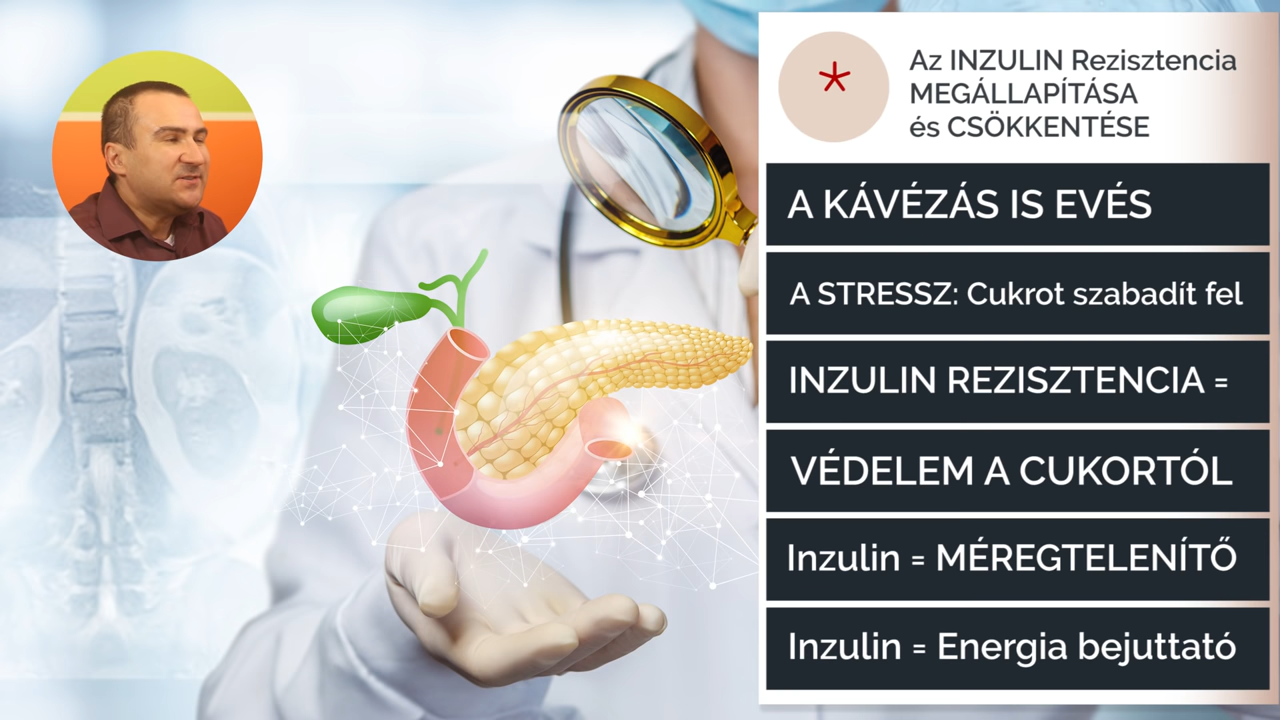 *
Az INZULIN Rezisztencia
MEGÁLLAPÍTÁSA
és CSÖKKENTÉSE
A KÁVÉZÁS IS EVÉS
A STRESSZ: Cukrot szabadít fel
INZULIN REZISZTENCIA =
VÉDELEM A CUKORTÓL
Inzulin = MÉREGTELENÍTŐ
Inzulin = Energia bejuttató